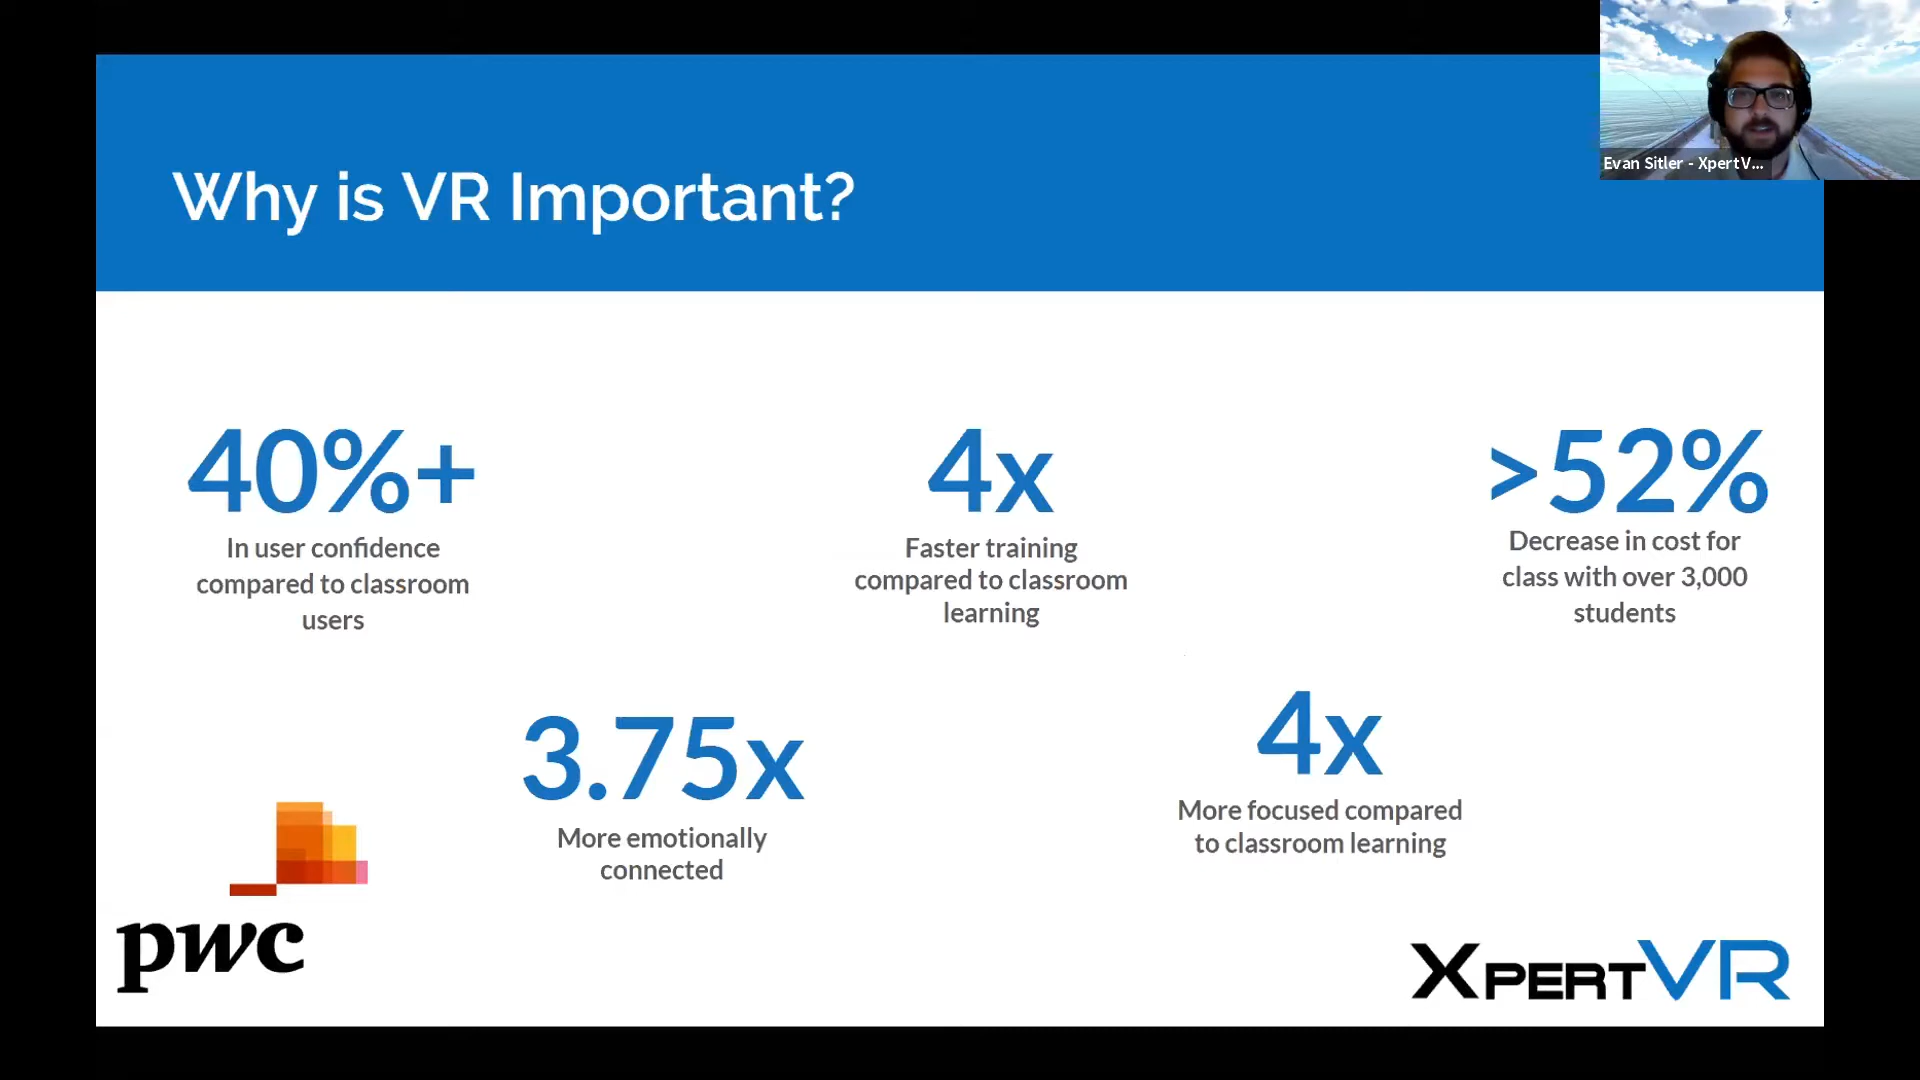 Evan Sitler - XpertV...
Why is VR Important?
40%+
In user confidence
compared to classroom
users
4x
Faster training
compared to classroom
learning
>52%
Decrease in cost for
class with over 3,000
students
3.75x
More emotionally
connected
4x
More focused compared
to classroom learning
pwc
XPERTVR